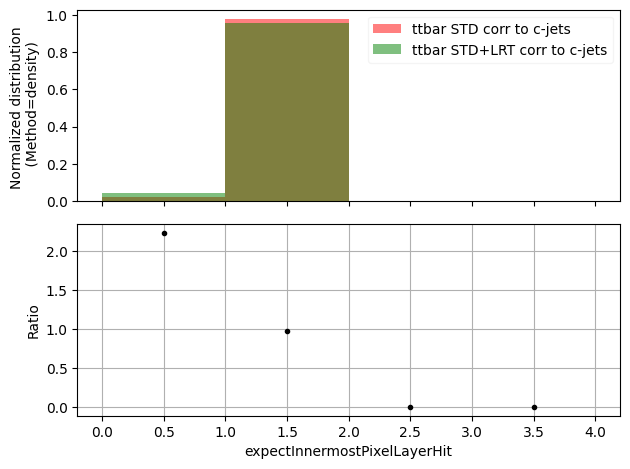 Normalized distribution
(Method=density)
1.0
0.8
0.6
0.4
0.2
0.0
ttbar STD corr to c-jets
ttbar STD+LRT corr to c-jets
Ratio
2.0
1.5
1.0
0.5
0.0
0.0 0.5 1.0 1.5 2.0 2.5 3.0 3.5 4.0
expectInnermostPixelLayerHit